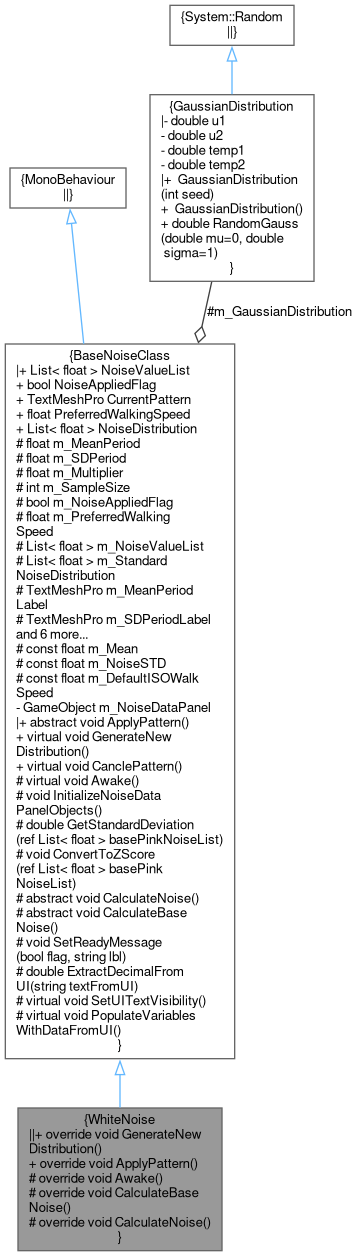 {System::Random
||}
{GaussianDistribution
|- double u1
- double u2
- double temp1
- double temp2
|+  GaussianDistribution
(int seed)
+  GaussianDistribution()
+ double RandomGauss
(double mu=0, double
 sigma=1)
}
{MonoBehaviour
||}
#m_GaussianDistribution
{BaseNoiseClass
|+ List< float > NoiseValueList
+ bool NoiseAppliedFlag
+ TextMeshPro CurrentPattern
+ float PreferredWalkingSpeed
+ List< float > NoiseDistribution
# float m_MeanPeriod
# float m_SDPeriod
# float m_Multiplier
# int m_SampleSize
# bool m_NoiseAppliedFlag
# float m_PreferredWalking
Speed
# List< float > m_NoiseValueList
# List< float > m_Standard
NoiseDistribution
# TextMeshPro m_MeanPeriod
Label
# TextMeshPro m_SDPeriodLabel
and 6 more...
# const float m_Mean
# const float m_NoiseSTD
# const float m_DefaultISOWalk
Speed
- GameObject m_NoiseDataPanel
|+ abstract void ApplyPattern()
+ virtual void GenerateNew
Distribution()
+ virtual void CanclePattern()
# virtual void Awake()
# void InitializeNoiseData
PanelObjects()
# double GetStandardDeviation
(ref List< float > basePinkNoiseList)
# void ConvertToZScore
(ref List< float > basePink
NoiseList)
# abstract void CalculateNoise()
# abstract void CalculateBase
Noise()
# void SetReadyMessage
(bool flag, string lbl)
# double ExtractDecimalFrom
UI(string textFromUI)
# virtual void SetUITextVisibility()
# virtual void PopulateVariables
WithDataFromUI()
}
{WhiteNoise
||+ override void GenerateNew
Distribution()
+ override void ApplyPattern()
# override void Awake()
# override void CalculateBase
Noise()
# override void CalculateNoise()
}